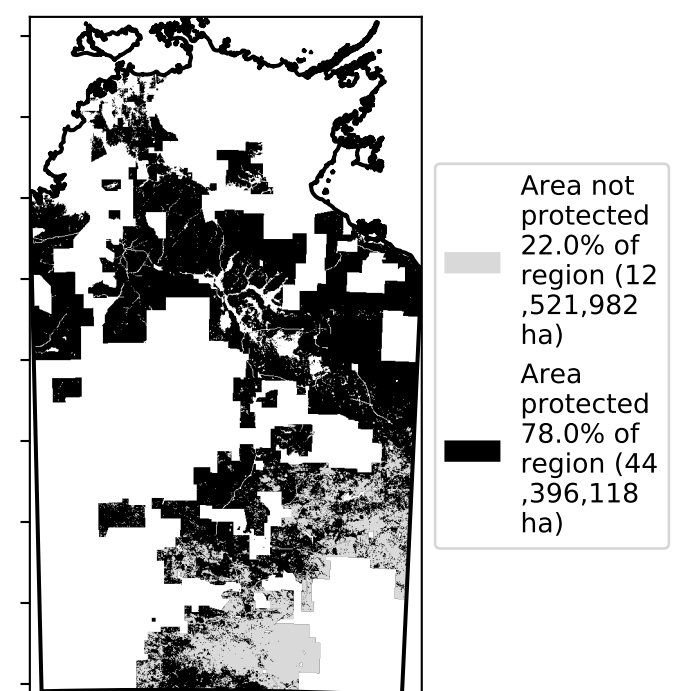 Area not
protected
22.0% of
region (12
,521,982
ha)
Area
protected
78.0% of
region (44
,396,118
ha)